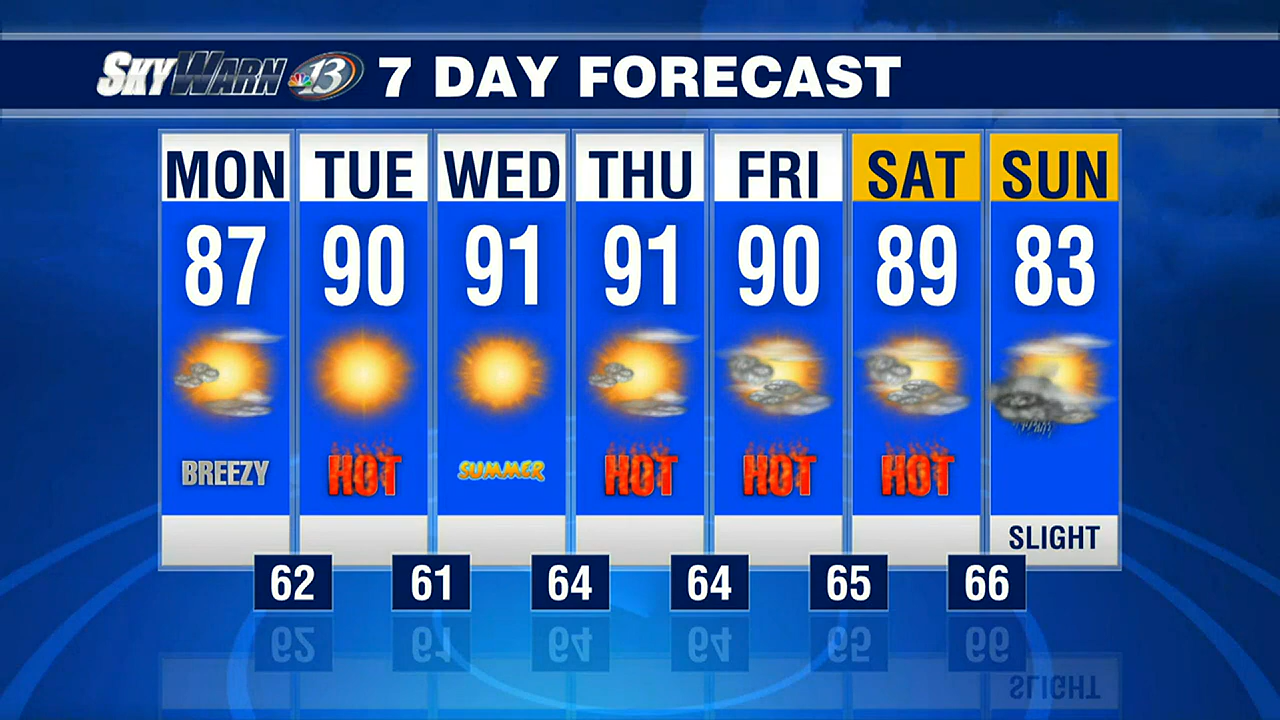 SKYWARN 13 7 DAY FORECAST
MON TUE WED THU FRI SAT SUN
87 90 91 91 90 89 83
BREEZY HOT SUMMER HOT HOT HOT
SLIGHT
62 61 64 64 65 66